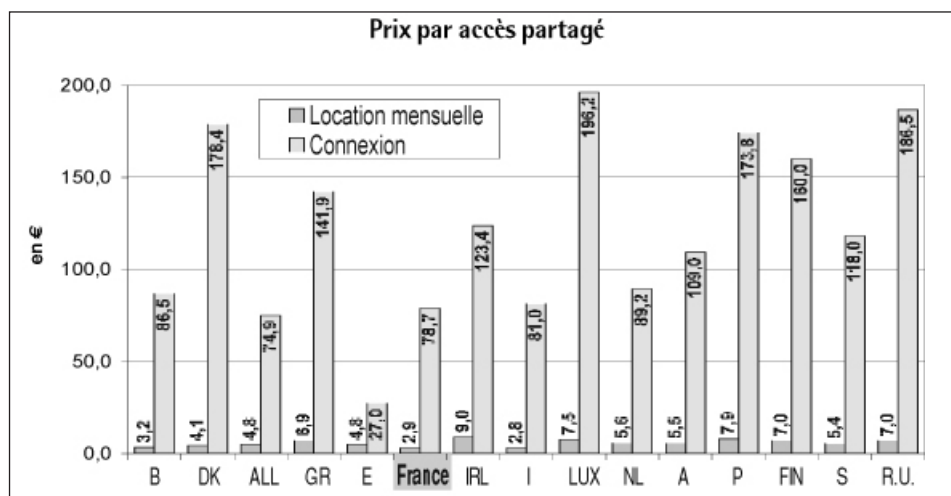 Prix par accès partagé
en €
200,0
150,0
100,0
50,0
0,0
Location mensuelle
Connexion
3,2 86,5 4,1 178,4 4,8 74,9 6,9 141,9 4,8 27,0 2,9 78,7 9,0 123,4 2,8 81,0 7,5 196,2 5,6 89,2 5,5 109,0 7,9 173,8 7,0 160,0 5,4 118,0 7,0 186,5
B DK ALL GR E France IRL I LUX NL A P FIN S R.U.